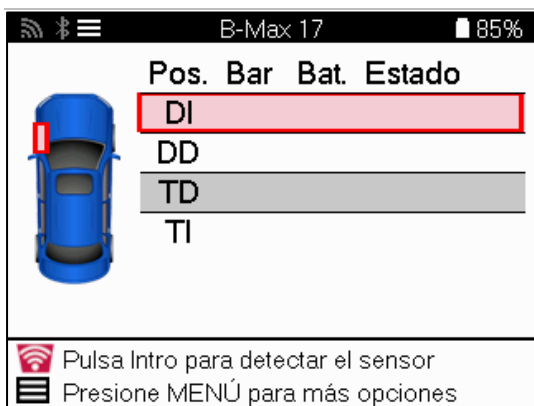 B-Max 17 85%
Pos. Bar Bat. Estado
DI
DD
TD
TI
Pulsa Intro para detectar el sensor
Presione MENÚ para más opciones